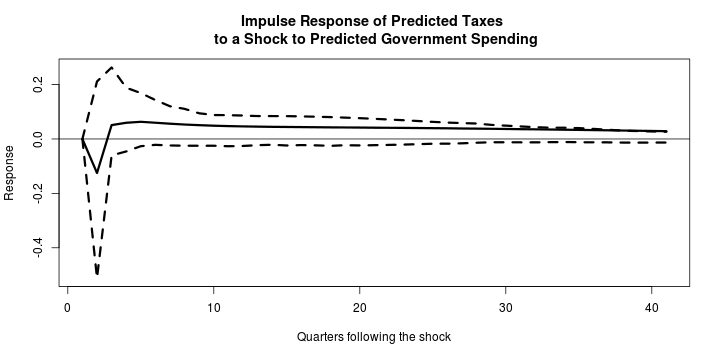 Impulse Response of Predicted Taxes
to a Shock to Predicted Government Spending
Response
0.2
0.0
-0.2
-0.4
0 10 20 30 40
Quarters following the shock